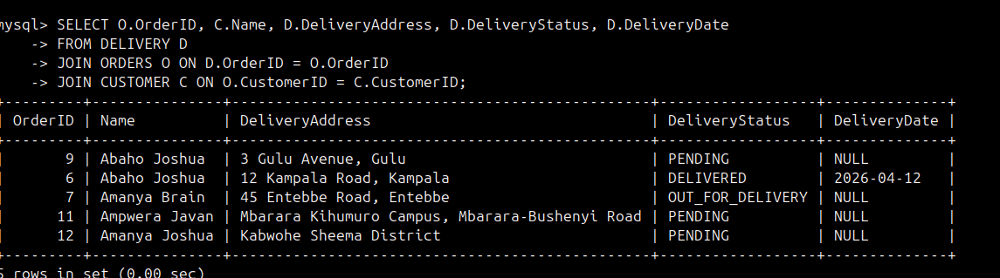 mysql> SELECT O.OrderID, C.Name, D.DeliveryAddress, D.DeliveryStatus, D.DeliveryDate
    -> FROM DELIVERY D
    -> JOIN ORDERS O ON D.OrderID = O.OrderID
    -> JOIN CUSTOMER C ON O.CustomerID = C.CustomerID;
+---------+---------------+----------------------------------------------+------------------+--------------+
| OrderID | Name          | DeliveryAddress                              | DeliveryStatus   | DeliveryDate |
+---------+---------------+----------------------------------------------+------------------+--------------+
|       9 | Abaho Joshua  | 3 Gulu Avenue, Gulu                          | PENDING          | NULL         |
|       6 | Abaho Joshua  | 12 Kampala Road, Kampala                     | DELIVERED        | 2026-04-12   |
|       7 | Amanya Brain  | 45 Entebbe Road, Entebbe                     | OUT_FOR_DELIVERY | NULL         |
|      11 | Ampwera Javan | Mbarara Kihumuro Campus, Mbarara-Bushenyi Road | PENDING          | NULL         |
|      12 | Amanya Joshua | Kabwohe Sheema District                      | PENDING          | NULL         |
+---------+---------------+----------------------------------------------+------------------+--------------+
5 rows in set (0.00 sec)